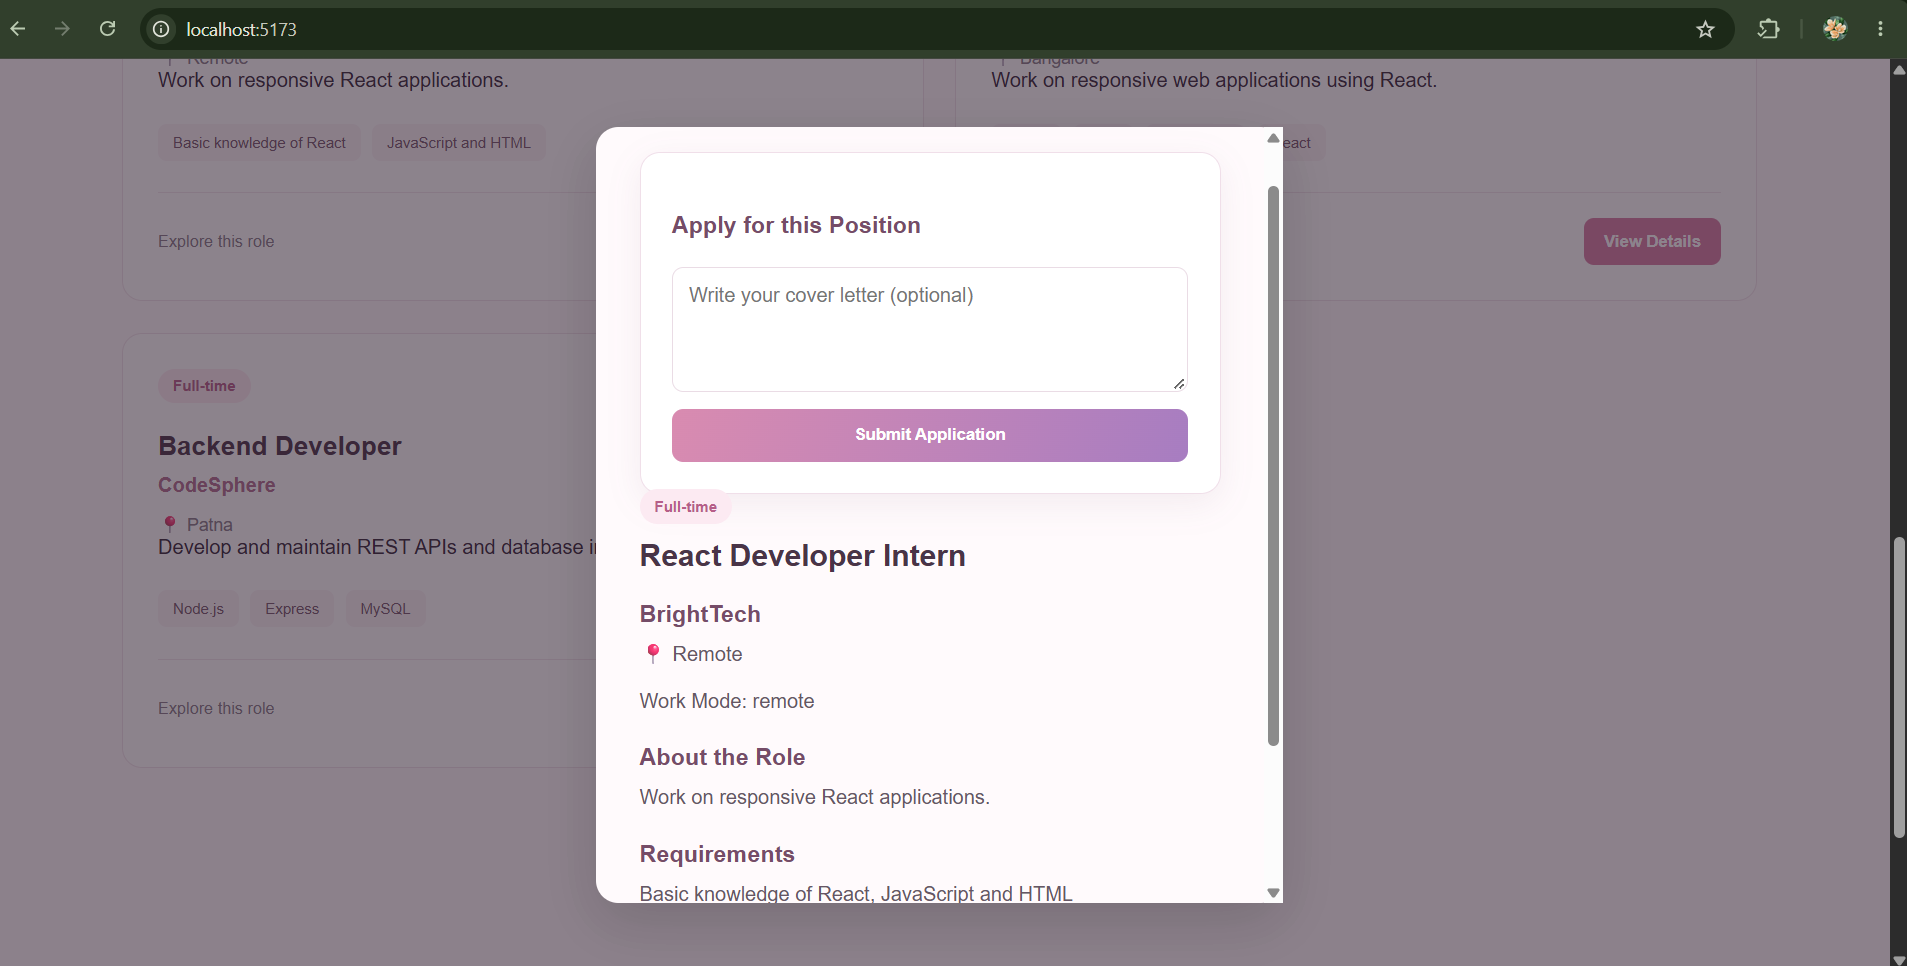 localhost:5173
Remote
Work on responsive React applications.
Basic knowledge of React
JavaScript and HTML
Explore this role
Bangalore
Work on responsive web applications using React.
eact
View Details
Full-time
Backend Developer
CodeSphere
Patna
Develop and maintain REST APIs and database
Node.js
Express
MySQL
Explore this role
Apply for this Position
Write your cover letter (optional)
Submit Application
Full-time
React Developer Intern
BrightTech
Remote
Work Mode: remote
About the Role
Work on responsive React applications.
Requirements
Basic knowledge of React, JavaScript and HTML